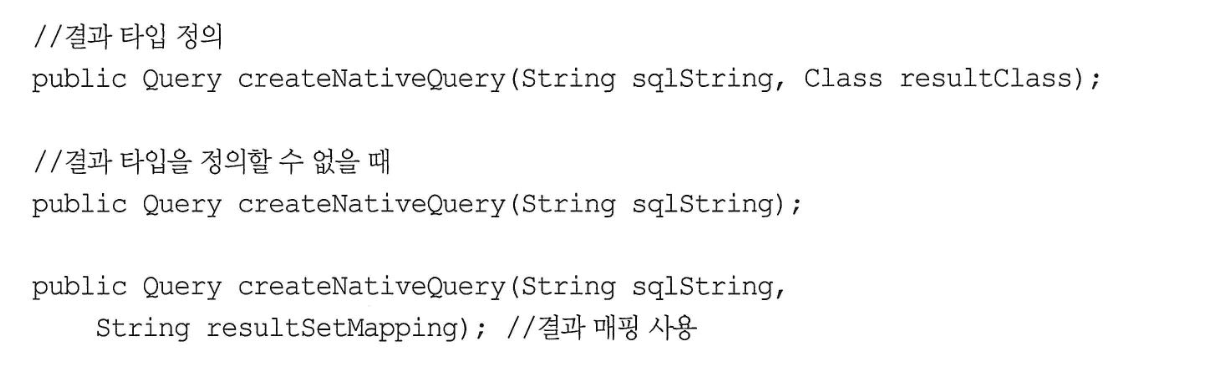 //결과 타입 정의
public Query createNativeQuery(String sqlString, Class resultClass);
//결과 타입을 정의할 수 없을 때
public Query createNativeQuery(String sqlString);
public Query createNativeQuery(String sqlString,
String resultSetMapping); //결과 매핑 사용